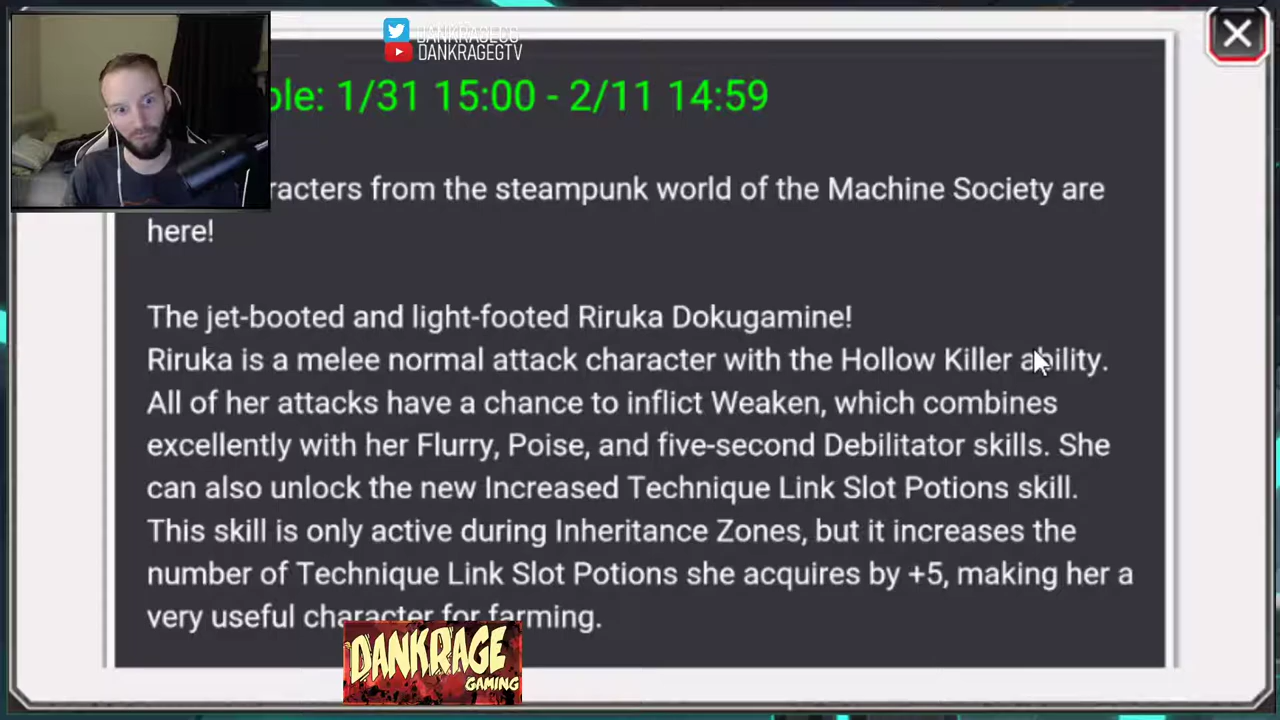 DANKRAGEGG
DANKRAGEGTV
ble: 1/31 15:00 - 2/11 14:59
racters from the steampunk world of the Machine Society are
here!
The jet-booted and light-footed Riruka Dokugamine!
Riruka is a melee normal attack character with the Hollow Killer ability.
All of her attacks have a chance to inflict Weaken, which combines
excellently with her Flurry, Poise, and five-second Debilitator skills. She
can also unlock the new Increased Technique Link Slot Potions skill.
This skill is only active during Inheritance Zones, but it increases the
number of Technique Link Slot Potions she acquires by +5, making her a
very useful character for farming.
DANKRAGE
GAMING